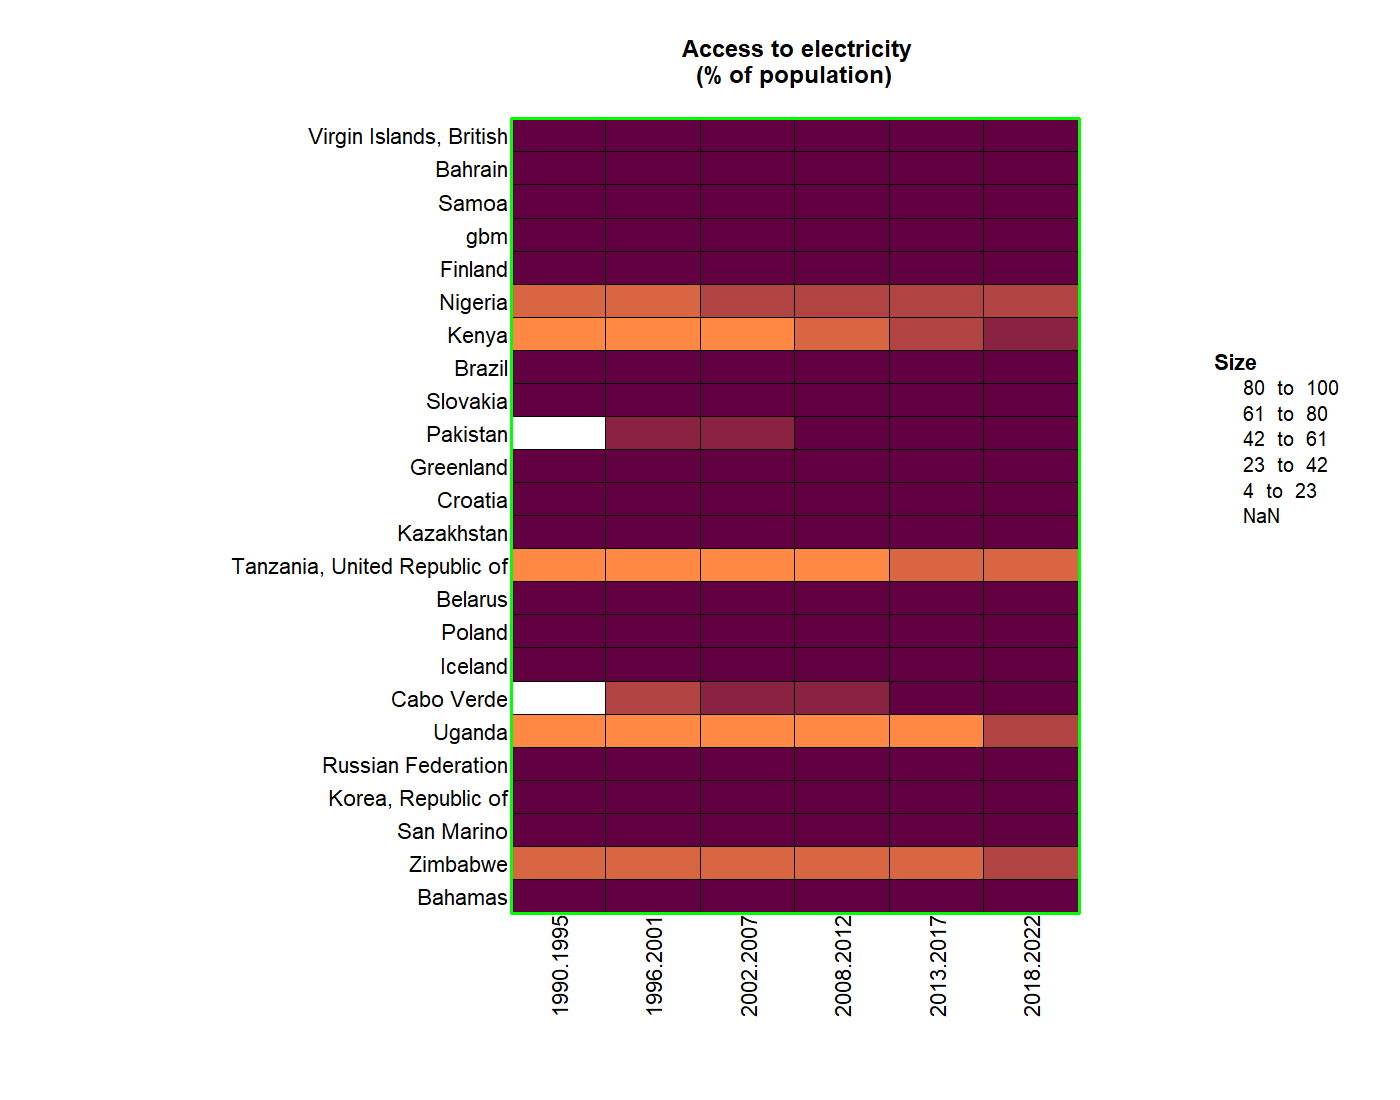 Access to electricity
(% of population)
Virgin Islands, British
Bahrain
Samoa
gbm
Finland
Nigeria
Kenya
Brazil
Slovakia
Pakistan
Greenland
Croatia
Kazakhstan
Tanzania, United Republic of
Belarus
Poland
Iceland
Cabo Verde
Uganda
Russian Federation
Korea, Republic of
San Marino
Zimbabwe
Bahamas
1990.1995
1996.2001
2002.2007
2008.2012
2013.2017
2018.2022
Size
80 to 100
61 to 80
42 to 61
23 to 42
4 to 23
NaN